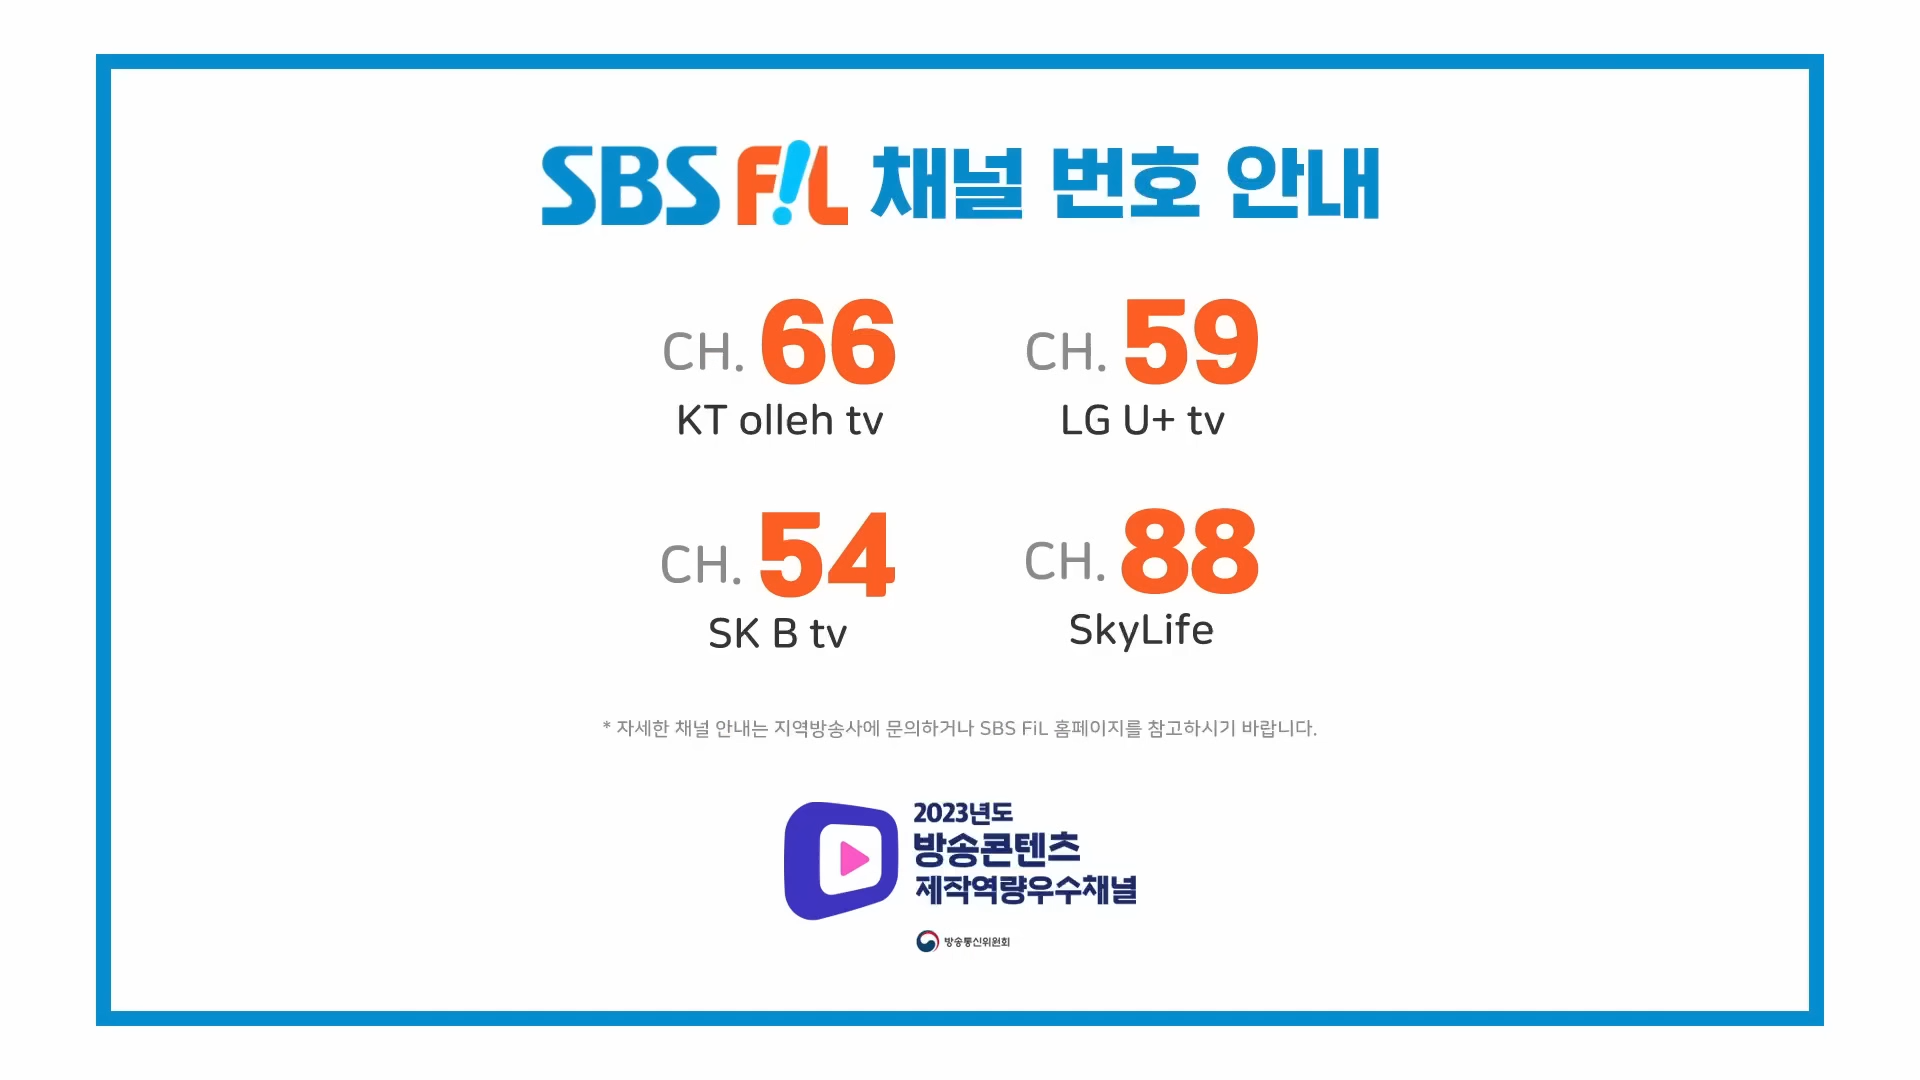 SBS FiL 채널 번호 안내
CH. 66
KT olleh tv
CH. 59
LG U+ tv
CH. 54
SK B tv
CH. 88
SkyLife
* 자세한 채널 안내는 지역방송사에 문의하거나 SBS FiL 홈페이지를 참고하시기 바랍니다.
2023년도
방송콘텐츠
제작역량우수채널
방송통신위원회